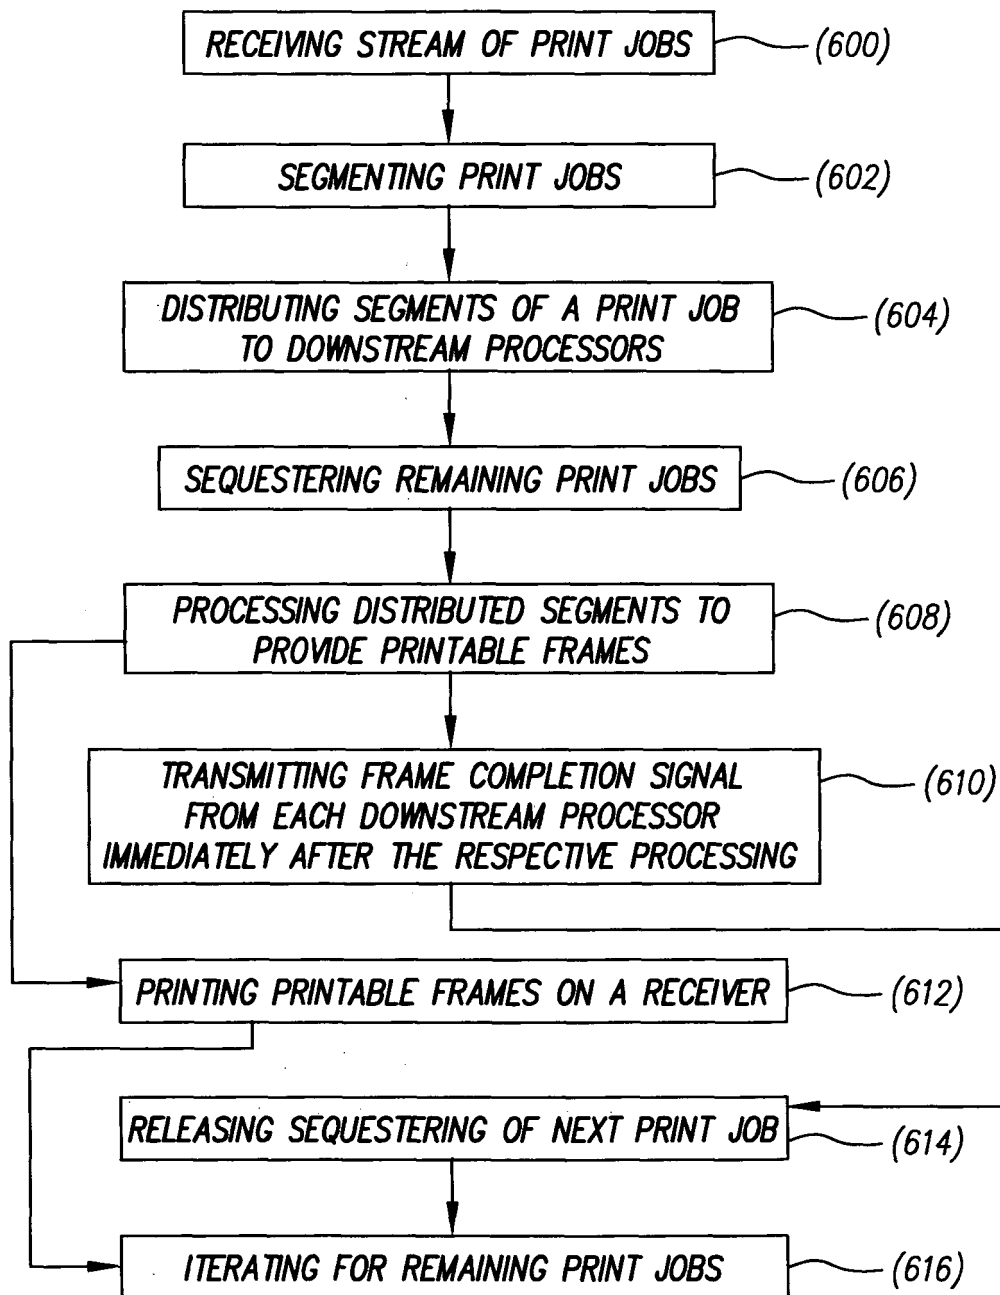 RECEIVING STREAM OF PRINT JOBS (600)
SEGMENTING PRINT JOBS (602)
DISTRIBUTING SEGMENTS OF A PRINT JOB
TO DOWNSTREAM PROCESSORS
(604)
SEQUESTERING REMAINING PRINT JOBS (606)
PROCESSING DISTRIBUTED SEGMENTS TO
PROVIDE PRINTABLE FRAMES
(608)
TRANSMITTING FRAME COMPLETION SIGNAL
FROM EACH DOWNSTREAM PROCESSOR
IMMEDIATELY AFTER THE RESPECTIVE PROCESSING
(610)
PRINTING PRINTABLE FRAMES ON A RECEIVER (612)
RELEASING SEQUESTERING OF NEXT PRINT JOB (614)
ITERATING FOR REMAINING PRINT JOBS (616)